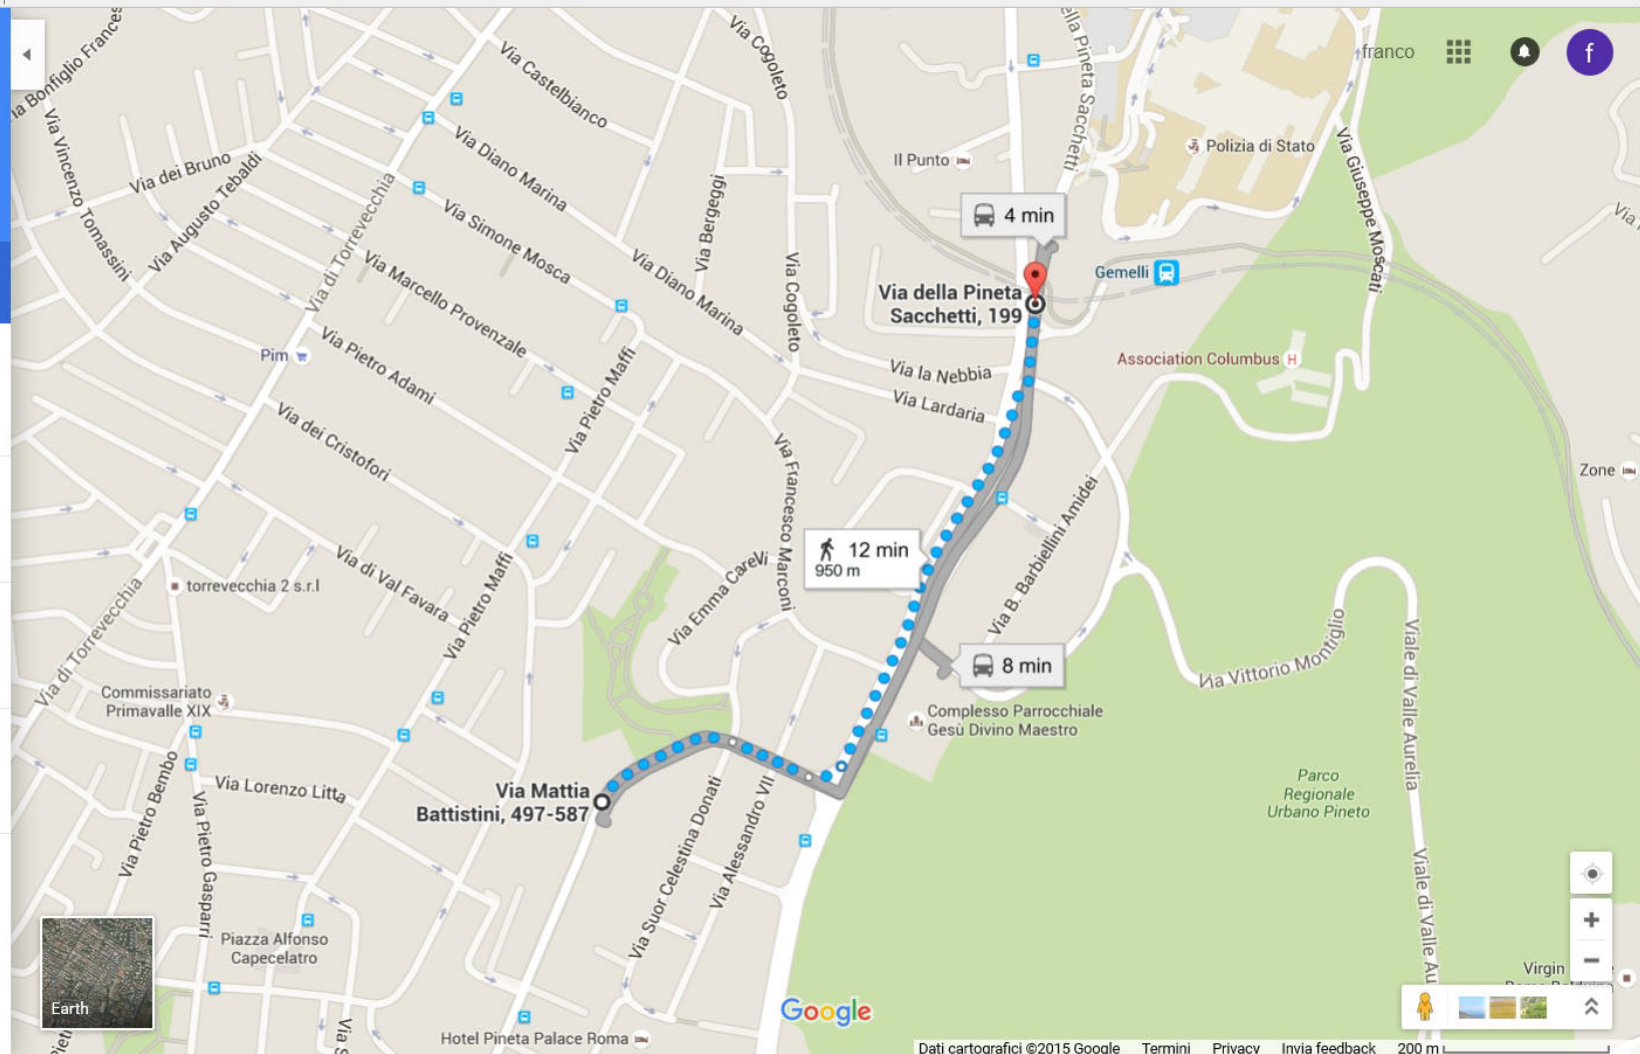 franco
f
Via Cogoleto
Via Castelbianco
Via Vincenzo Tomassini
Via dei Bruno
Via Augusto Tebaldi
Via Diano Marina
Via di Torrevecchia
Via Simone Mosca
Via Bergeggi
Via Diano Marina
Via Cogoleto
Il Punto
Polizia di Stato
Via Giuseppe Moscati
4 min
Gemelli
Via della Pineta
Sacchetti, 199
Via Marcello Provenzale
Pim
Via Pietro Adami
Via Pietro Maffi
Via la Nebbia
Via Lardaria
Association Columbus
H
Via dei Cristofori
Via Francesco Marconi
Zone
Via B. Barbiellini Amidei
12 min
950 m
torrevecchia 2 s.r.l
Via di Val Favara
Via Pietro Maffi
Via Emma Carelli
Via di Torrevecchia
8 min
Via Vittorio Montiglio
Viale di Valle Aurelia
Commissariato
Primavalle XIX
Complesso Parrocchiale
Gesù Divino Maestro
Via Mattia
Battistini, 497-587
Via Lorenzo Litta
Via Pietro Bembo
Via Pietro Gasparri
Via Suor Celestina Donati
Via Alessandro VII
Parco
Regionale
Urbano Pineto
Viale di Valle Au
Piazza Alfonso
Capecelatro
Virgin
Earth
Google
Hotel Pineta Palace Roma
Dati cartografici ©2015 Google Termini Privacy Invia feedback 200 m